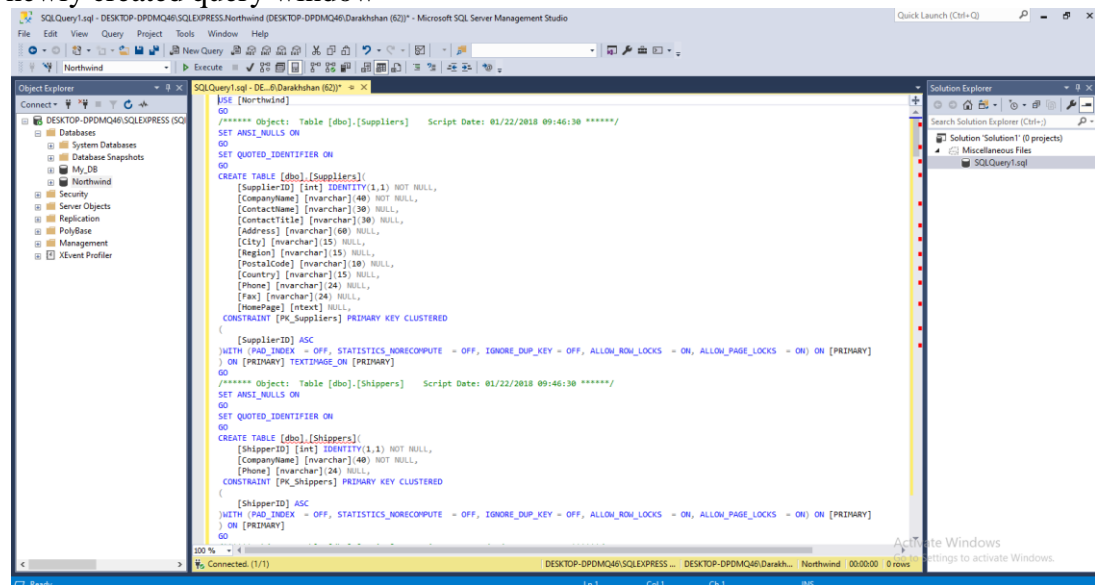 newly created query window
SQLQuery1.sql - DESKTOP-DPDMQ46\SQLEXPRESS.Northwind (DESKTOP-DPDMQ46\Darakhshan (62))* - Microsoft SQL Server Management Studio
Quick Launch (Ctrl+Q)
File Edit View Query Project Tools Window Help
New Query
Northwind
Execute
Object Explorer
SQLQuery1.sql - DE...6\Darakhshan (62))*
Solution Explorer
Connect
Search Solution Explorer (Ctrl+;)
DESKTOP-DPDMQ46\SQLEXPRESS (SQL
Databases
System Databases
Database Snapshots
My_DB
Northwind
Security
Server Objects
Replication
PolyBase
Management
XEvent Profiler
USE [Northwind]
GO
/****** Object: Table [dbo].[Suppliers] Script Date: 01/22/2018 09:46:30 ******/
SET ANSI_NULLS ON
GO
SET QUOTED_IDENTIFIER ON
GO
CREATE TABLE [dbo].[Suppliers](
[SupplierID] [int] IDENTITY(1,1) NOT NULL,
[CompanyName] [nvarchar](40) NOT NULL,
[ContactName] [nvarchar](30) NULL,
[ContactTitle] [nvarchar](30) NULL,
[Address] [nvarchar](60) NULL,
[City] [nvarchar](15) NULL,
[Region] [nvarchar](15) NULL,
[PostalCode] [nvarchar](10) NULL,
[Country] [nvarchar](15) NULL,
[Phone] [nvarchar](24) NULL,
[Fax] [nvarchar](24) NULL,
[HomePage] [ntext] NULL,
CONSTRAINT [PK_Suppliers] PRIMARY KEY CLUSTERED
(
[SupplierID] ASC
)WITH (PAD_INDEX = OFF, STATISTICS_NORECOMPUTE = OFF, IGNORE_DUP_KEY = OFF, ALLOW_ROW_LOCKS = ON, ALLOW_PAGE_LOCKS = ON) ON [PRIMARY]
) ON [PRIMARY] TEXTIMAGE_ON [PRIMARY]
GO
/****** Object: Table [dbo].[Shippers] Script Date: 01/22/2018 09:46:30 ******/
SET ANSI_NULLS ON
GO
SET QUOTED_IDENTIFIER ON
GO
CREATE TABLE [dbo].[Shippers](
[ShipperID] [int] IDENTITY(1,1) NOT NULL,
[CompanyName] [nvarchar](40) NOT NULL,
[Phone] [nvarchar](24) NULL,
CONSTRAINT [PK_Shippers] PRIMARY KEY CLUSTERED
(
[ShipperID] ASC
)WITH (PAD_INDEX = OFF, STATISTICS_NORECOMPUTE = OFF, IGNORE_DUP_KEY = OFF, ALLOW_ROW_LOCKS = ON, ALLOW_PAGE_LOCKS = ON) ON [PRIMARY]
) ON [PRIMARY]
GO
Solution 'Solution1' (0 projects)
Miscellaneous Files
SQLQuery1.sql
Activate Windows
Go to Settings to activate Windows.
100 %
Connected. (1/1)
DESKTOP-DPDMQ46\SQLEXPRESS ...
DESKTOP-DPDMQ46\Darakh...
Northwind
00:00:00
0 rows
Ready
Ln 1
Col 1
Ch 1
INS